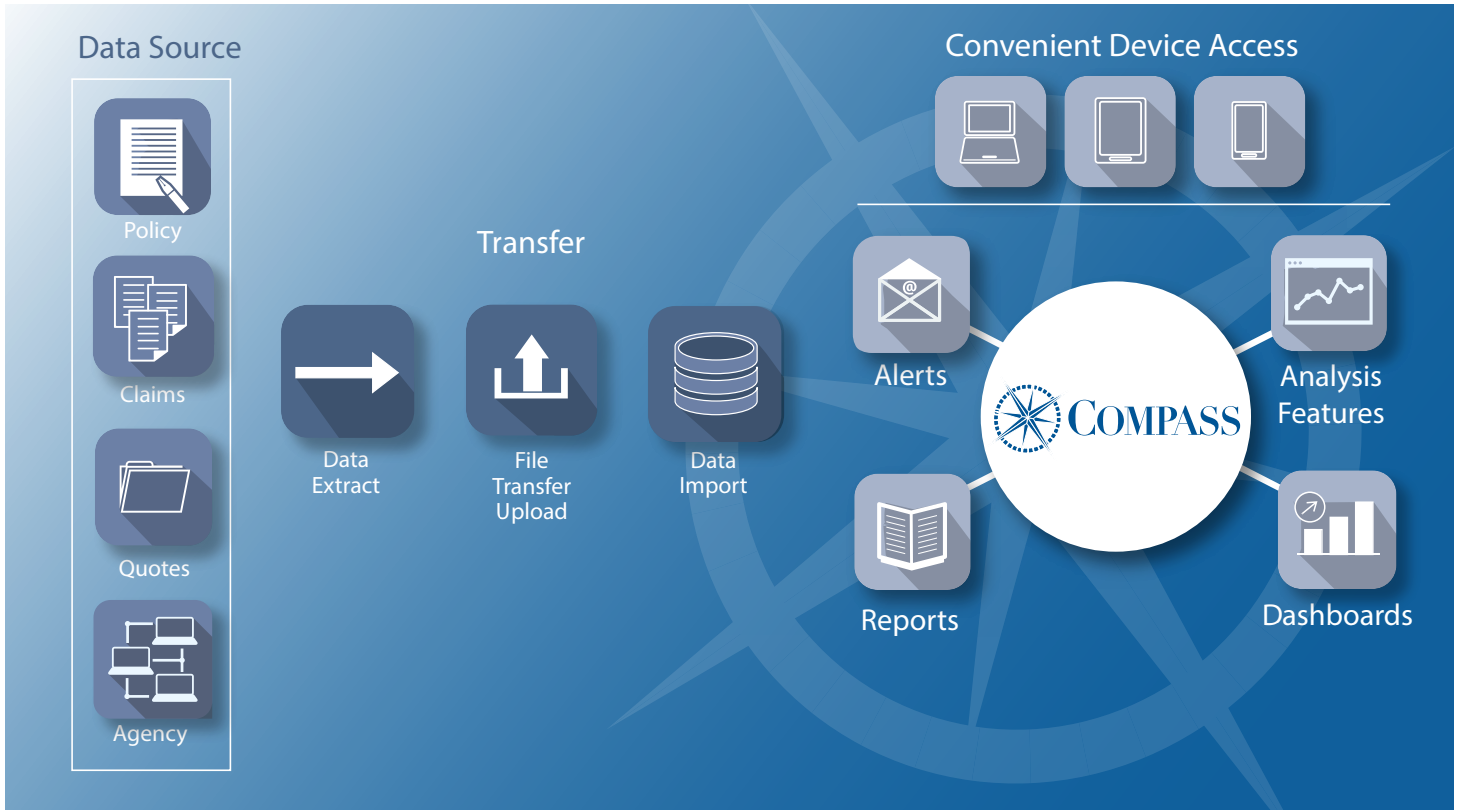 Data Source
Policy
Claims
Quotes
Agency
Transfer
Data
Extract
File
Transfer
Upload
Data
Import
Convenient Device Access
@
Alerts
Analysis
Features
COMPASS
Reports
Dashboards